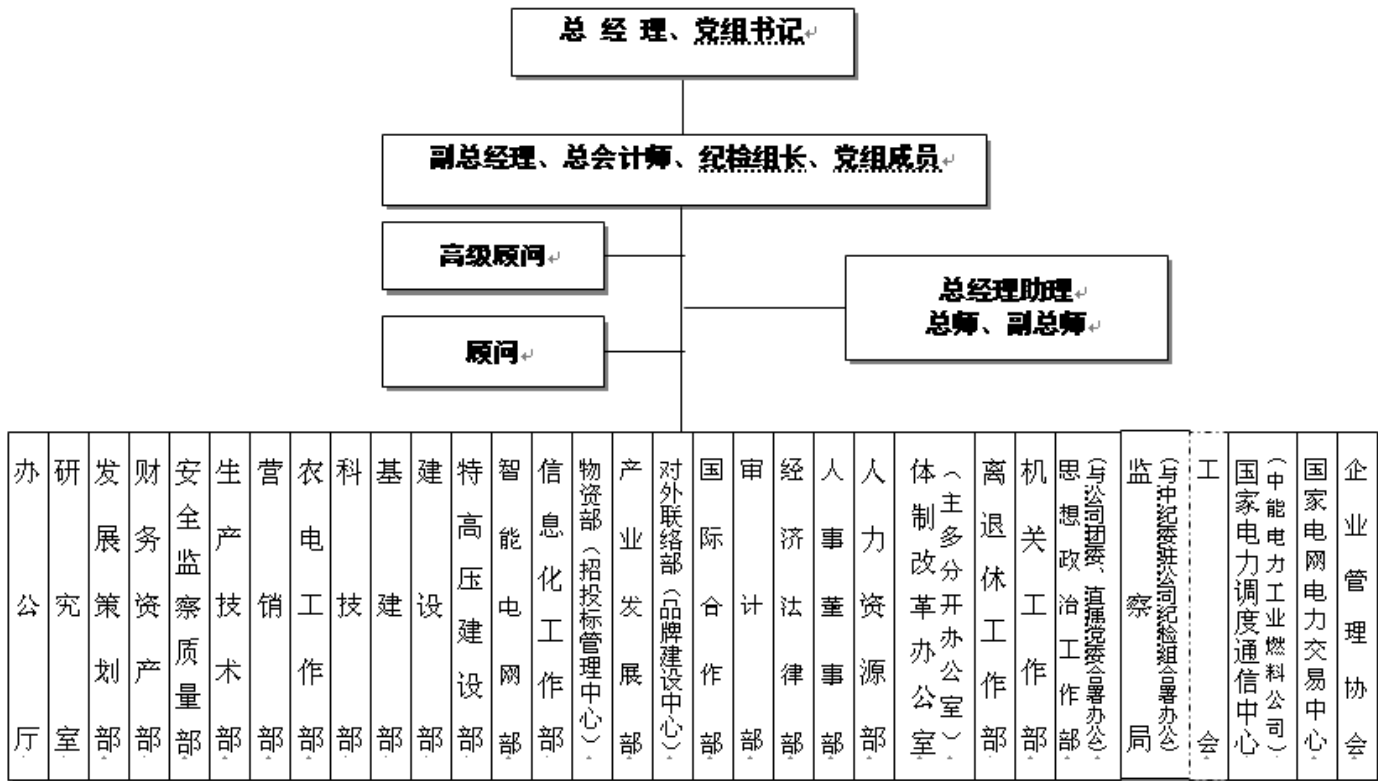 总 经 理、党组书记
副总经理、总会计师、纪检组长、党组成员
高级顾问
总经理助理
总师、副总师
顾问
办公厅
研究室
发展策划部
财务资产部
安全监察质量部
生产技术部
营销部
农电工作部
科技部
基建部
建设部
特高压建设部
智能电网部
信息化工作部
物资部（招投标管理中心）
产业发展部
对外联络部（品牌建设中心）
国际合作部
审计部
经济法律部
人事董事部
人力资源部
体制改革办公室
（主多分开办公室）
离退休工作部
机关工作部
思想政治工作部
（与公司团委、直属党委合署办公）
监察局
（与中纪委驻公司纪检组合署办公）
工会
国家电力调度通信中心
（中能电力工业燃料公司）
国家电网电力交易中心
企业管理协会